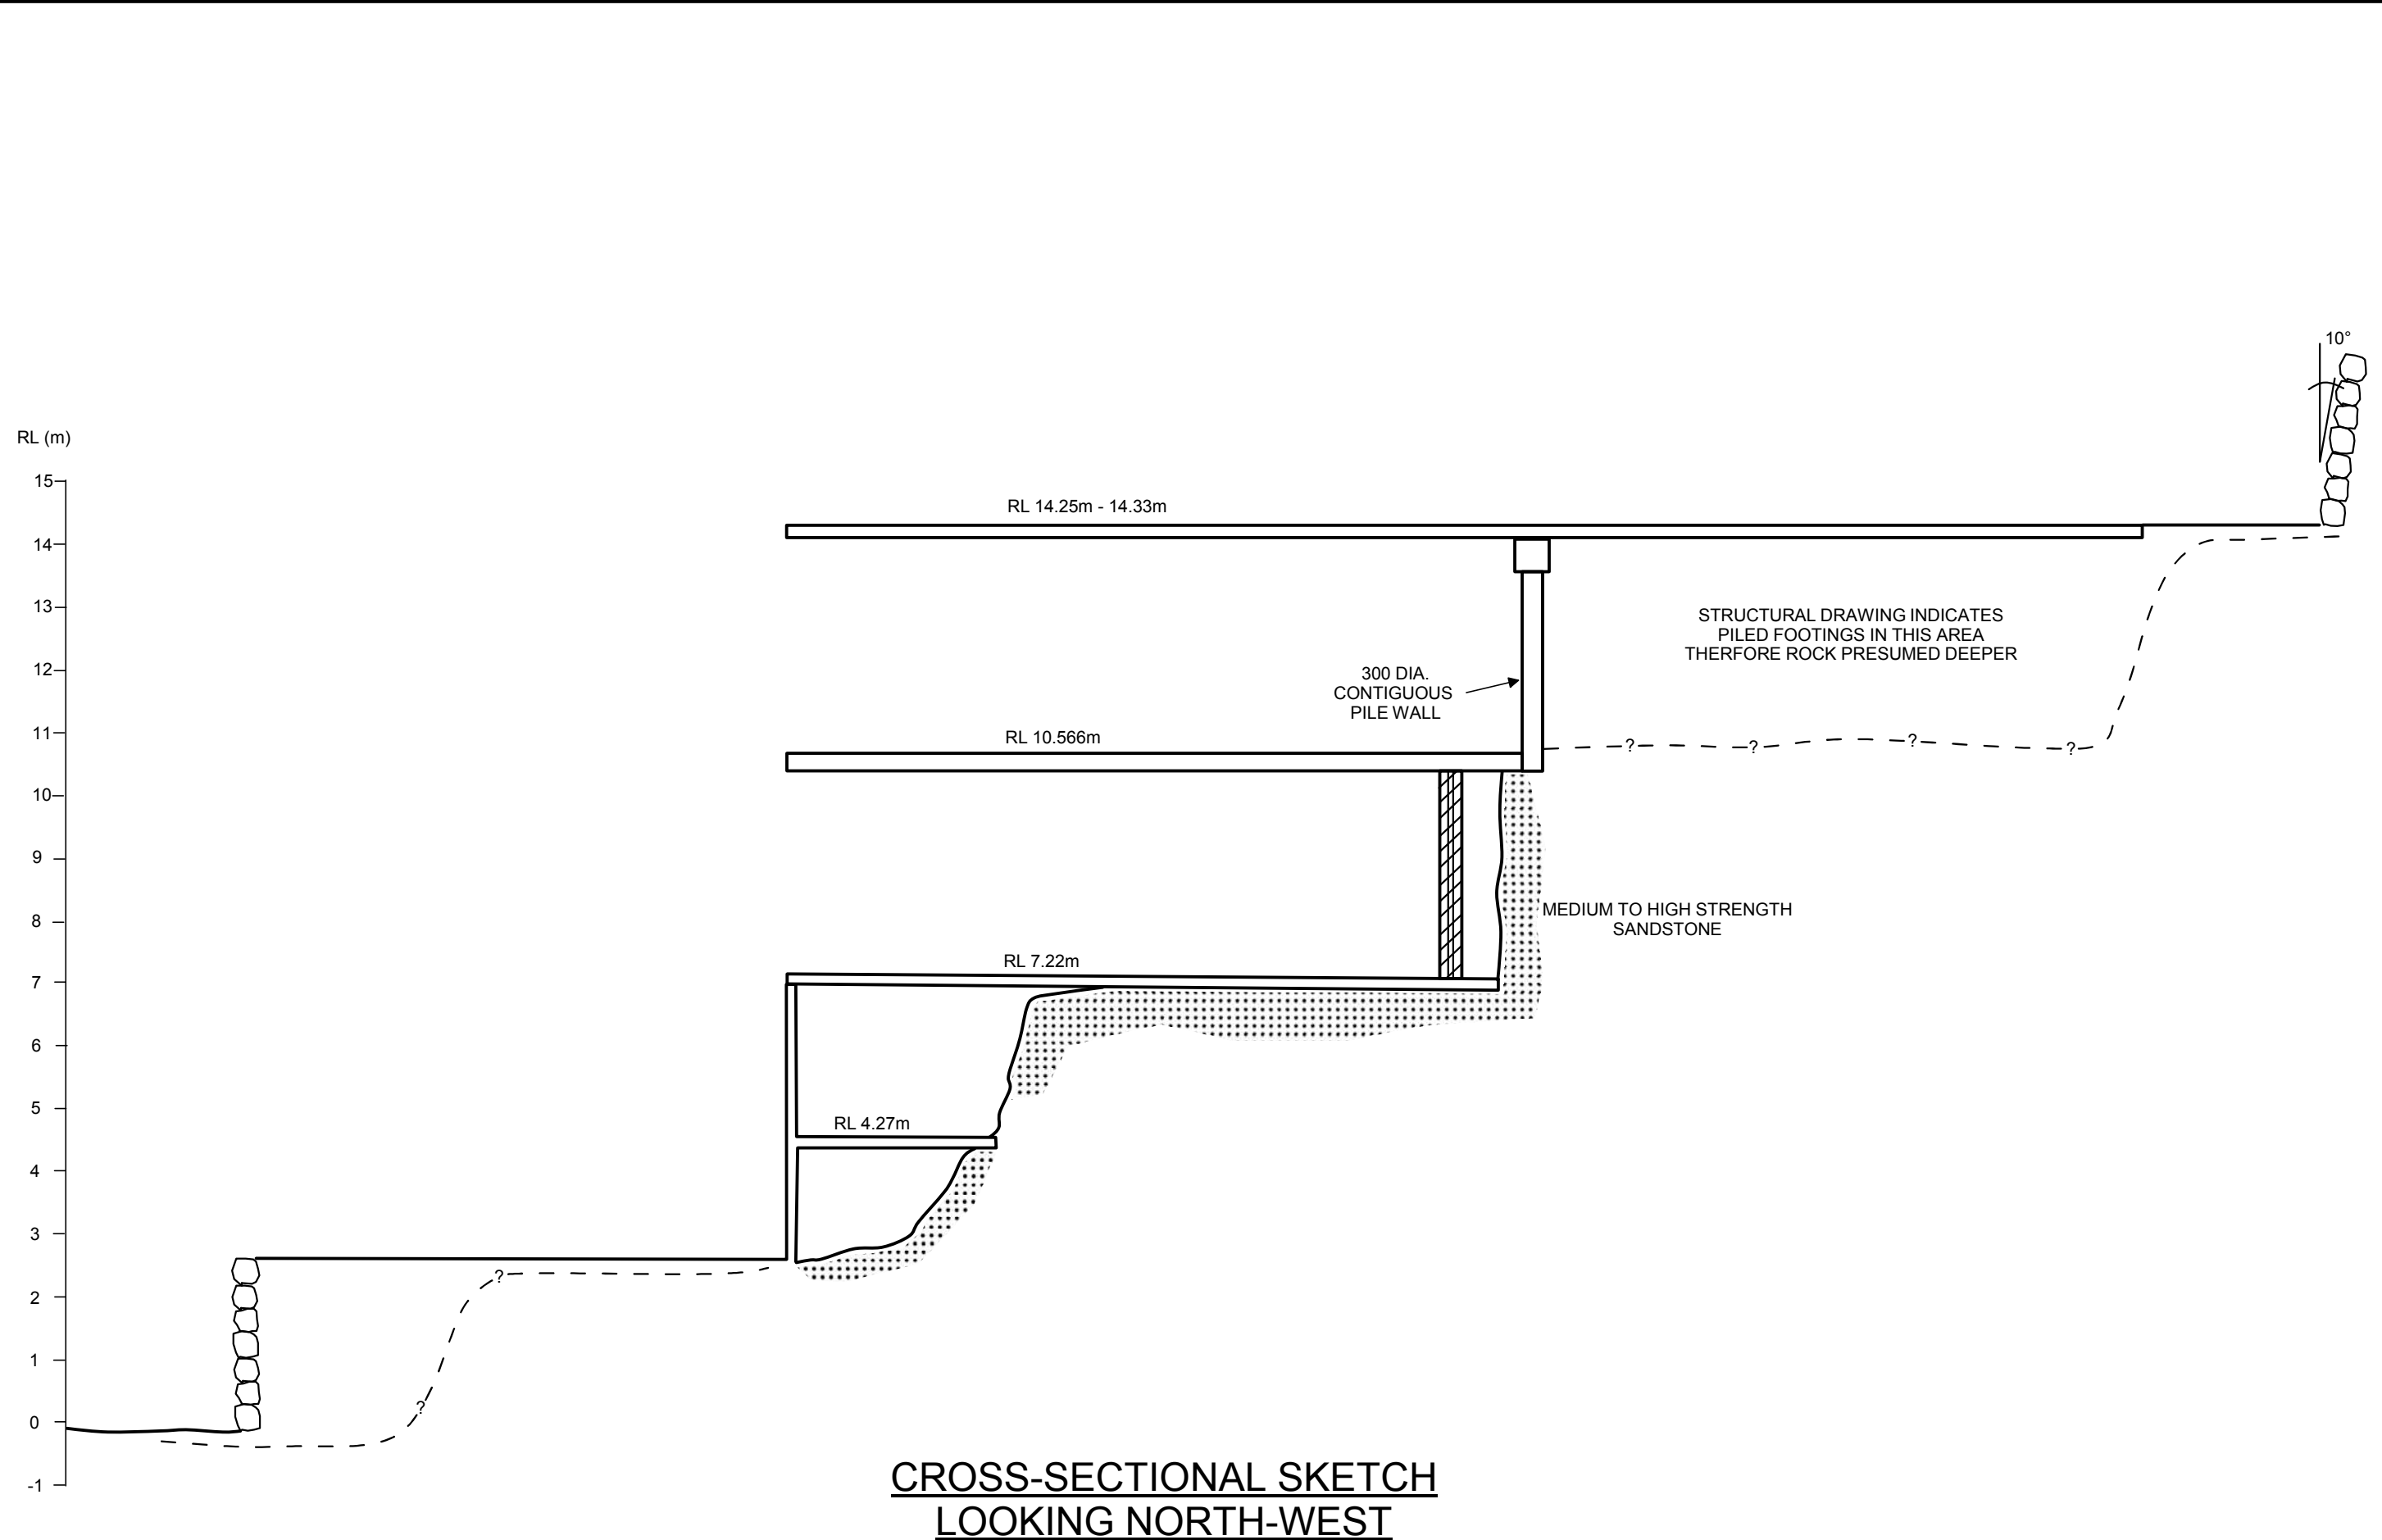 10°
RL (m)
15
RL 14.25m - 14.33m
14
13
STRUCTURAL DRAWING INDICATES
PILED FOOTINGS IN THIS AREA
THERFORE ROCK PRESUMED DEEPER
12
300 DIA.
CONTIGUOUS
PILE WALL
11
RL 10.566m
? ? ? ?
10
9
8
MEDIUM TO HIGH STRENGTH
SANDSTONE
7
RL 7.22m
6
5
RL 4.27m
4
3
?
2
1
?
0
-1
CROSS-SECTIONAL SKETCH
LOOKING NORTH-WEST